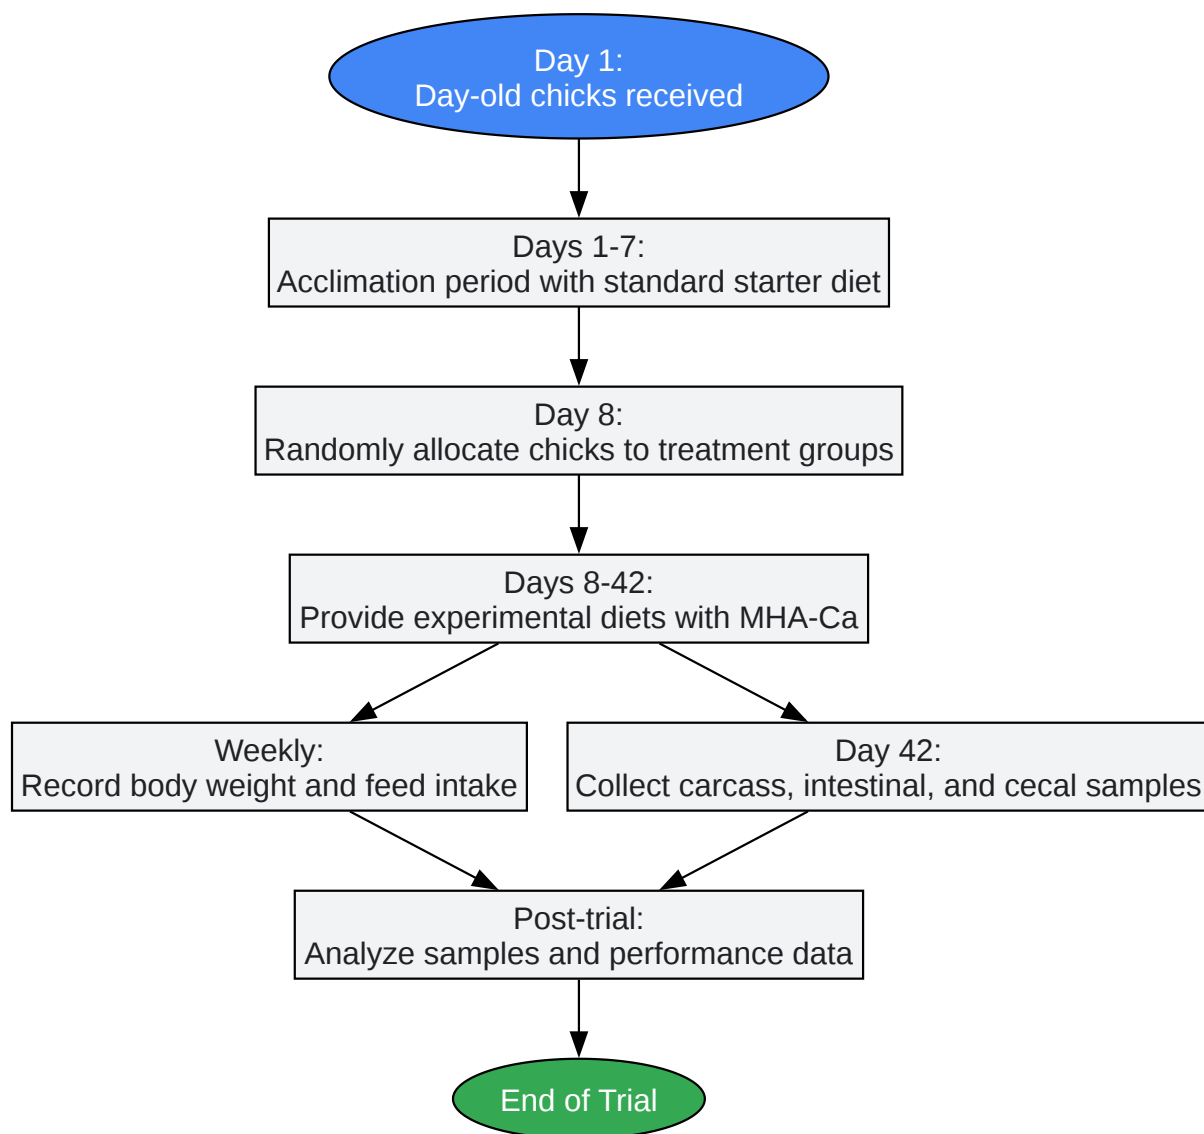 Day 1:
Day-old chicks received
Days 1-7:
Acclimation period with standard starter diet
Day 8:
Randomly allocate chicks to treatment groups
Days 8-42:
Provide experimental diets with MHA-Ca
Weekly:
Record body weight and feed intake
Day 42:
Collect carcass, intestinal, and cecal samples
Post-trial:
Analyze samples and performance data
End of Trial